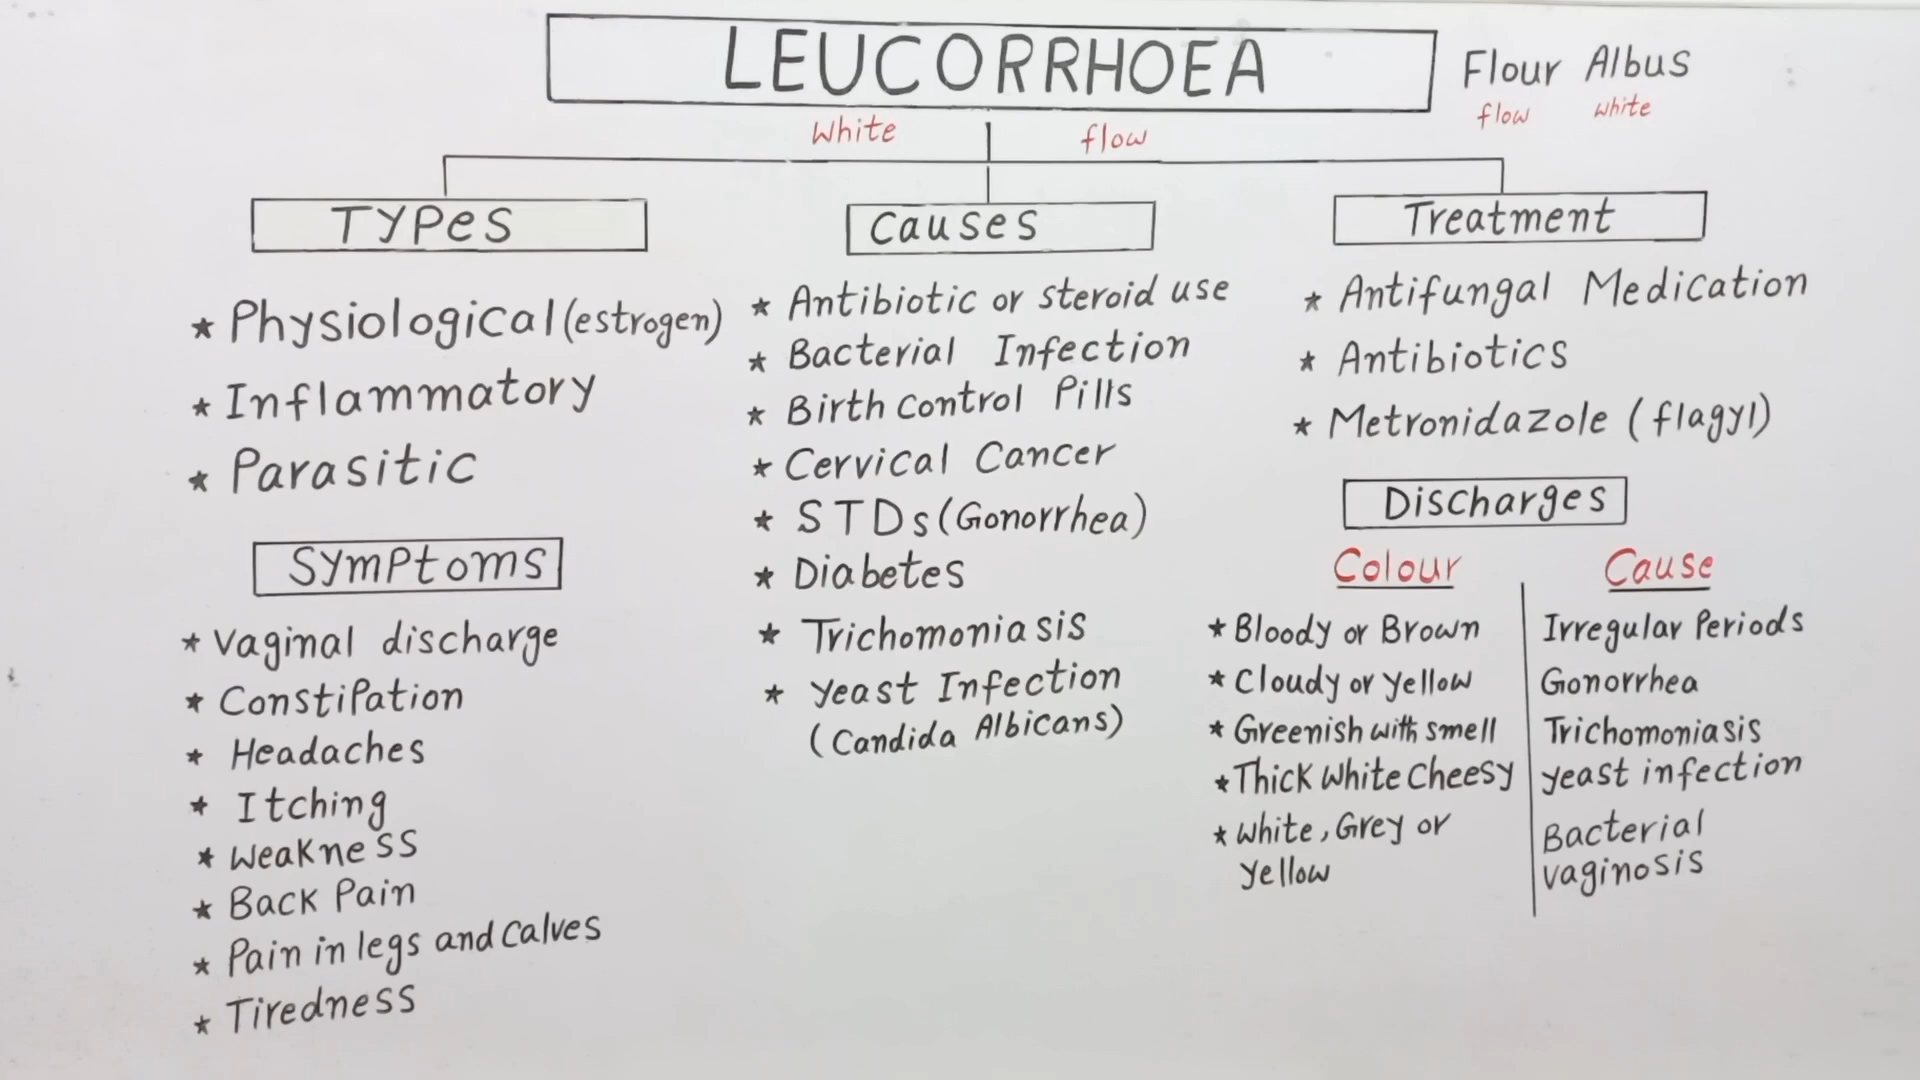 LEUCORRHOEA
Flour Albus
flow white
white flow
Types
* Physiological (estrogen)
* Inflammatory
* Parasitic
Symptoms
* Vaginal discharge
* Constipation
* Headaches
* Itching
* Weakness
* Back Pain
* Pain in legs and calves
* Tiredness
Causes
* Antibiotic or steroid use
* Bacterial Infection
* Birth control Pills
* Cervical Cancer
* STDs (Gonorrhea)
* Diabetes
* Trichomoniasis
* Yeast Infection
(Candida Albicans)
Treatment
* Antifungal Medication
* Antibiotics
* Metronidazole (flagyl)
Discharges
Colour Cause
* Bloody or Brown Irregular Periods
* Cloudy or yellow Gonorrhea
* Greenish with smell Trichomoniasis
* Thick white cheesy yeast infection
* white, Grey or Bacterial
yellow vaginosis